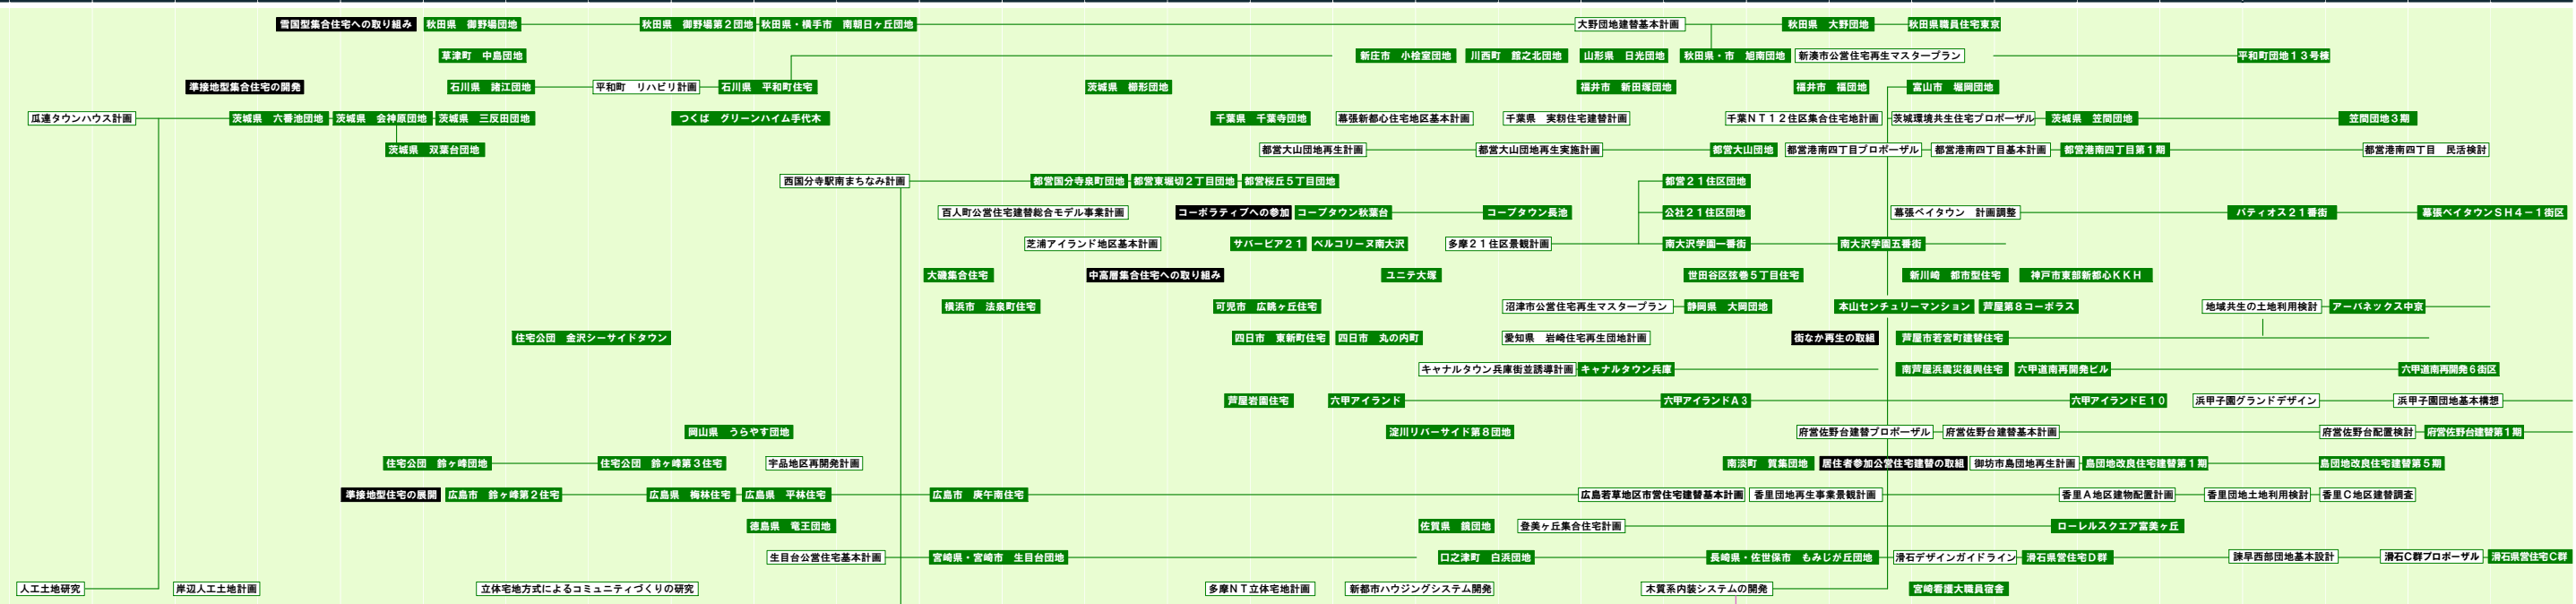 雪国型集合住宅への取り組み 秋田県　御野場団地 秋田県　御野場第２団地 秋田県・横手市　南朝日ヶ丘団地 大野団地建替基本計画 秋田県　大野団地 秋田県職員住宅東京
草津町　中島団地 新庄市　小桧室団地 川西町　館之北団地 山形県　日光団地 秋田県・市　旭南団地 新湊市公営住宅再生マスタープラン 平和町団地１３号棟
準接地型集合住宅の開発 石川県　諸江団地 平和町　リハビリ計画 石川県　平和町住宅 茨城県　櫛形団地 福井市　新田塚団地 福井市　福団地 富山市　堀岡団地
瓜連タウンハウス計画 茨城県　六番池団地 茨城県　会神原団地 茨城県　三反田団地 つくば　グリーンハイム手代木 千葉県　千葉寺団地 幕張新都心住宅地区基本計画 千葉県　実籾住宅建替計画 千葉ＮＴ１２住区集合住宅地計画 茨城環境共生住宅プロポーザル 茨城県　笠間団地 笠間団地３期
茨城県　双葉台団地 都営大山団地再生計画 都営大山団地再生実施計画 都営大山団地 都営港南四丁目プロポーザル 都営港南四丁目基本計画 都営港南四丁目第１期 都営港南四丁目　民活検討
西国分寺駅南まちなみ計画 都営国分寺泉町団地 都営東堀切２丁目団地 都営桜丘５丁目団地 都営２１住区団地
百人町公営住宅建替総合モデル事業計画 コーポラティブへの参加 コープタウン秋葉台 コープタウン長池 公社２１住区団地 幕張ベイタウン　計画調整 パティオス２１番街 幕張ベイタウンＳＨ４－１街区
芝浦アイランド地区基本計画 サバービア２１ ベルコリーヌ南大沢 多摩２１住区景観計画 南大沢学園一番街 南大沢学園五番街
大磯集合住宅 中高層集合住宅への取り組み ユニテ大塚 世田谷区弦巻５丁目住宅 新川崎　都市型住宅 神戸市東部新都心ＫＫＨ
横浜市　法泉町住宅 可児市　広眺ヶ丘住宅 沼津市公営住宅再生マスタープラン 静岡県　大岡団地 本山センチュリーマンション 芦屋第８コーポラス 地域共生の土地利用検討 アーバネックス中京
住宅公団　金沢シーサイドタウン 四日市　東新町住宅 四日市　丸の内町 愛知県　岩崎住宅再生団地計画 街なか再生の取組 芦屋市若宮町建替住宅
キャナルタウン兵庫街並誘導計画 キャナルタウン兵庫 南芦屋浜震災復興住宅 六甲道南再開発ビル 六甲道南再開発６街区
芦屋岩園住宅 六甲アイランド 六甲アイランドＡ３ 六甲アイランドＥ１０ 浜甲子園グランドデザイン 浜甲子園団地基本構想
岡山県　うらやす団地 淀川リバーサイド第８団地 府営佐野台建替プロポーザル 府営佐野台建替基本計画 府営佐野台配置検討 府営佐野台建替第１期
住宅公団　鈴ヶ峰団地 住宅公団　鈴ヶ峰第３住宅 宇品地区再開発計画 南淡町　賀集団地 居住者参加公営住宅建替の取組 御坊市島団地再生計画 島団地改良住宅建替第１期 島団地改良住宅建替第５期
準接地型住宅の展開 広島市　鈴ヶ峰第２住宅 広島県　梅林住宅 広島県　平林住宅 広島市　庚午南住宅 広島若草地区市営住宅建替基本計画 香里団地再生事業景観計画 香里Ａ地区建物配置計画 香里団地土地利用検討 香里Ｃ地区建替調査
徳島県　竜王団地 佐賀県　鏡団地 登美ヶ丘集合住宅計画 ローレルスクエア富美ヶ丘
生目台公営住宅基本計画 宮崎県・宮崎市　生目台団地 口之津町　白浜団地 長崎県・佐世保市　もみじが丘団地 滑石デザインガイドライン 滑石県営住宅Ｄ群 諫早西部団地基本設計 滑石Ｃ群プロポーザル 滑石県営住宅Ｃ群
人工土地研究 岸辺人工土地計画 立体宅地方式によるコミュニティづくりの研究 多摩ＮＴ立体宅地計画 新都市ハウジングシステム開発 木質系内装システムの開発 宮崎看護大職員宿舎